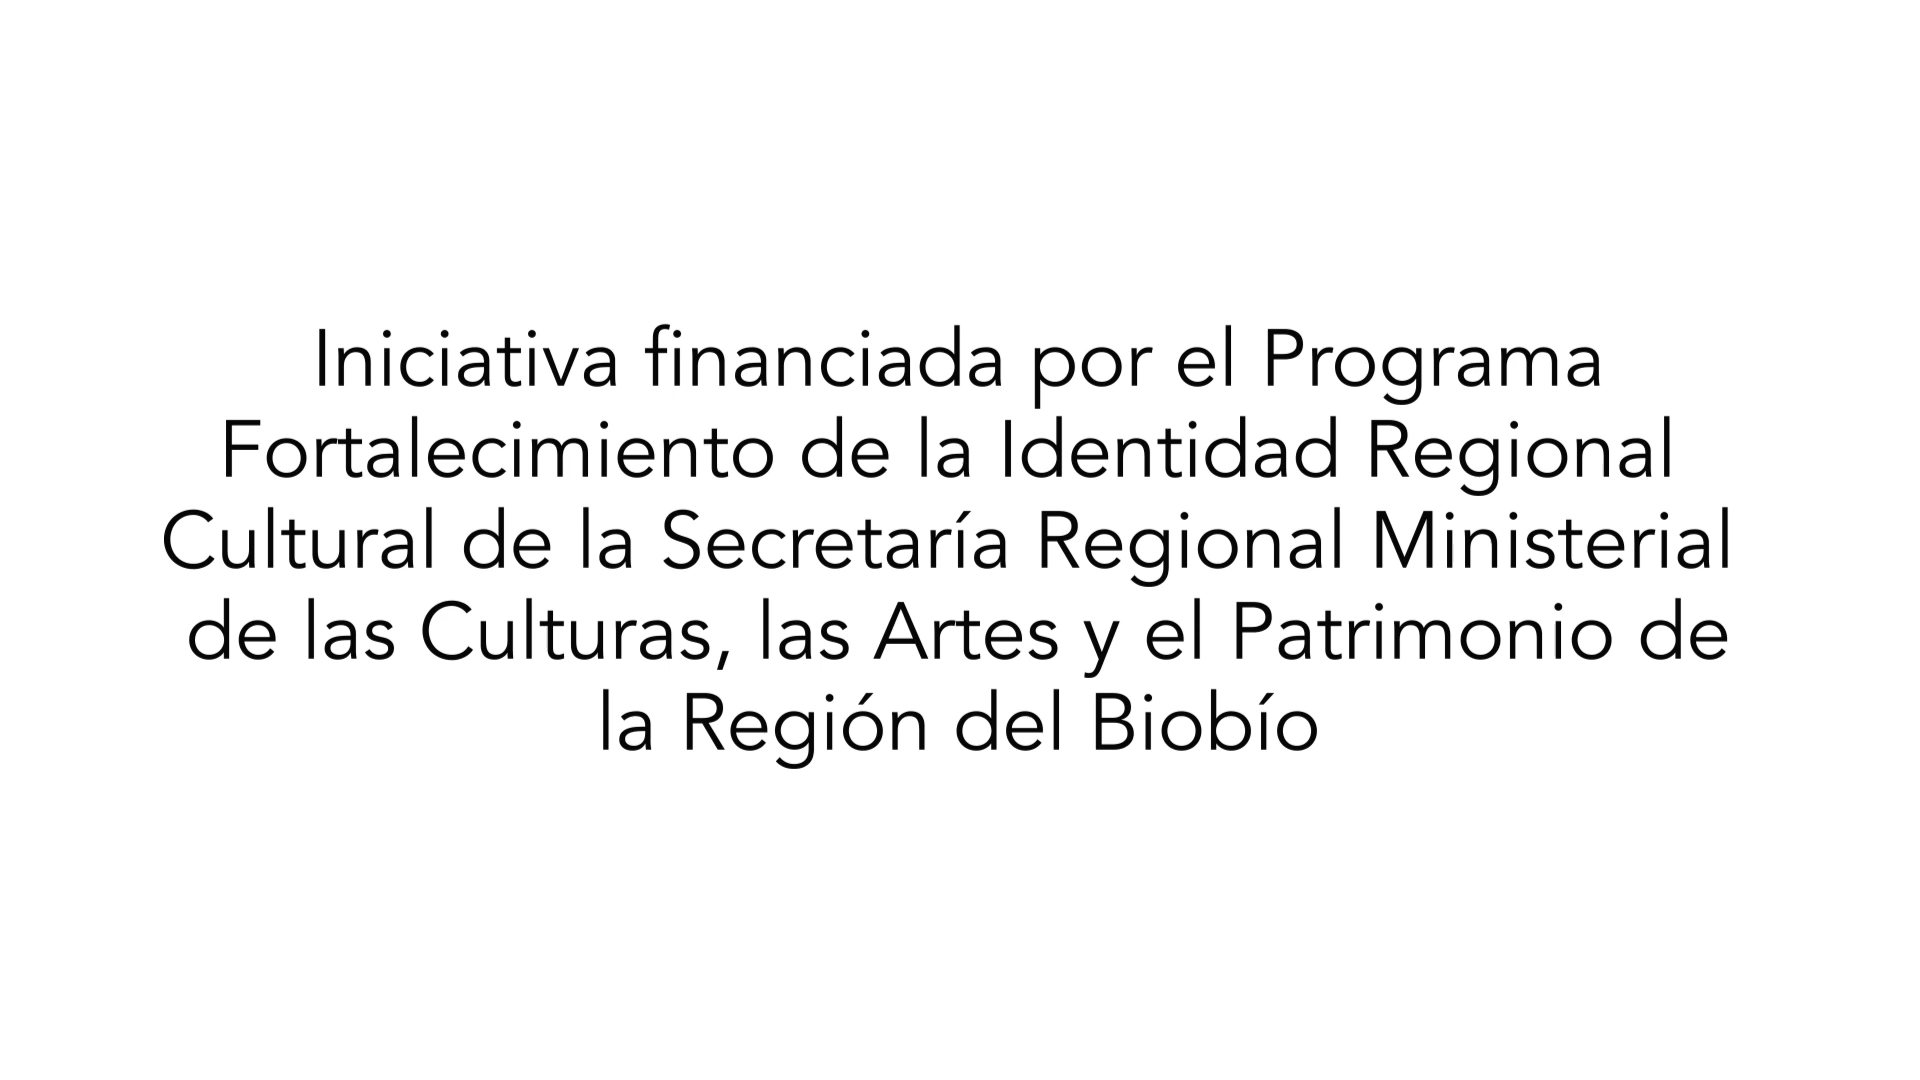 Iniciativa financiada por el Programa
Fortalecimiento de la Identidad Regional
Cultural de la Secretaría Regional Ministerial
de las Culturas, las Artes y el Patrimonio de
la Región del Biobío